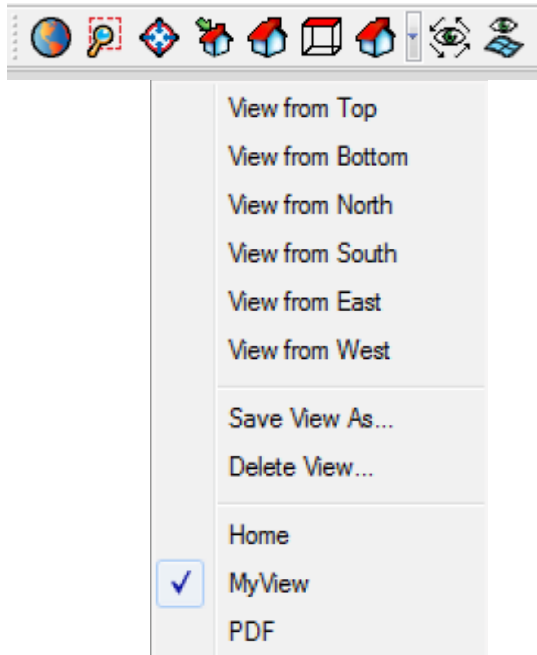 View from Top
View from Bottom
View from North
View from South
View from East
View from West
Save View As...
Delete View...
Home
MyView
PDF